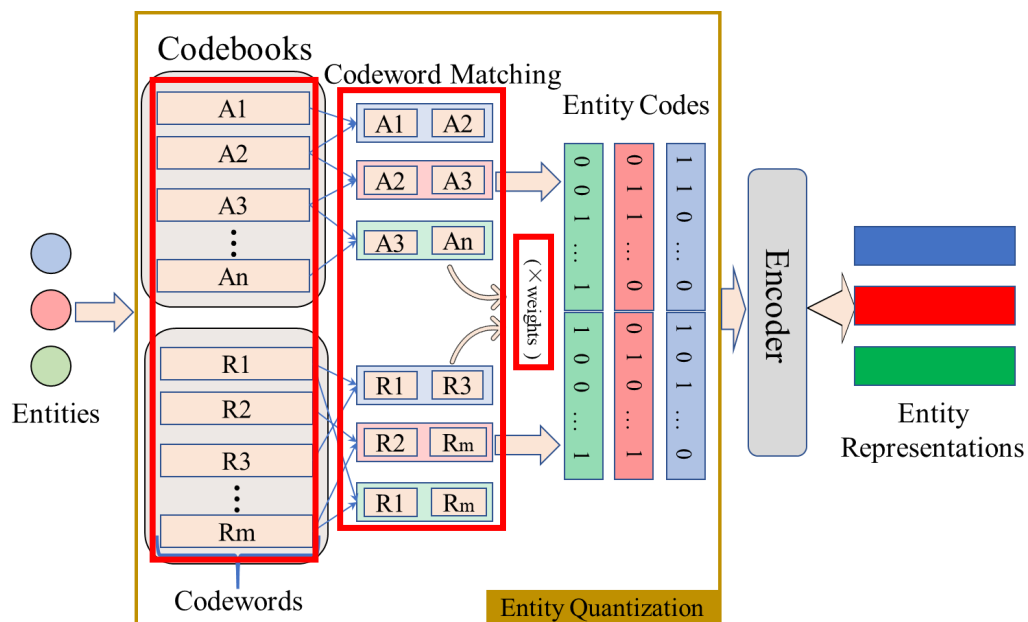 Codebooks
Codeword Matching
Entity Codes
A1
A2
A3
⋮
An
A1 A2
A2 A3
A3 An
R1
R2
R3
⋮
Rm
R1 R3
R2 Rm
R1 Rm
(×weights)
0 0 1 … 1
0 1 1 … 0
1 1 0 … 0
1 0 0 … 1
0 1 0 … 1
1 0 1 … 0
Entities
Encoder
Entity
Representations
Codewords
Entity Quantization